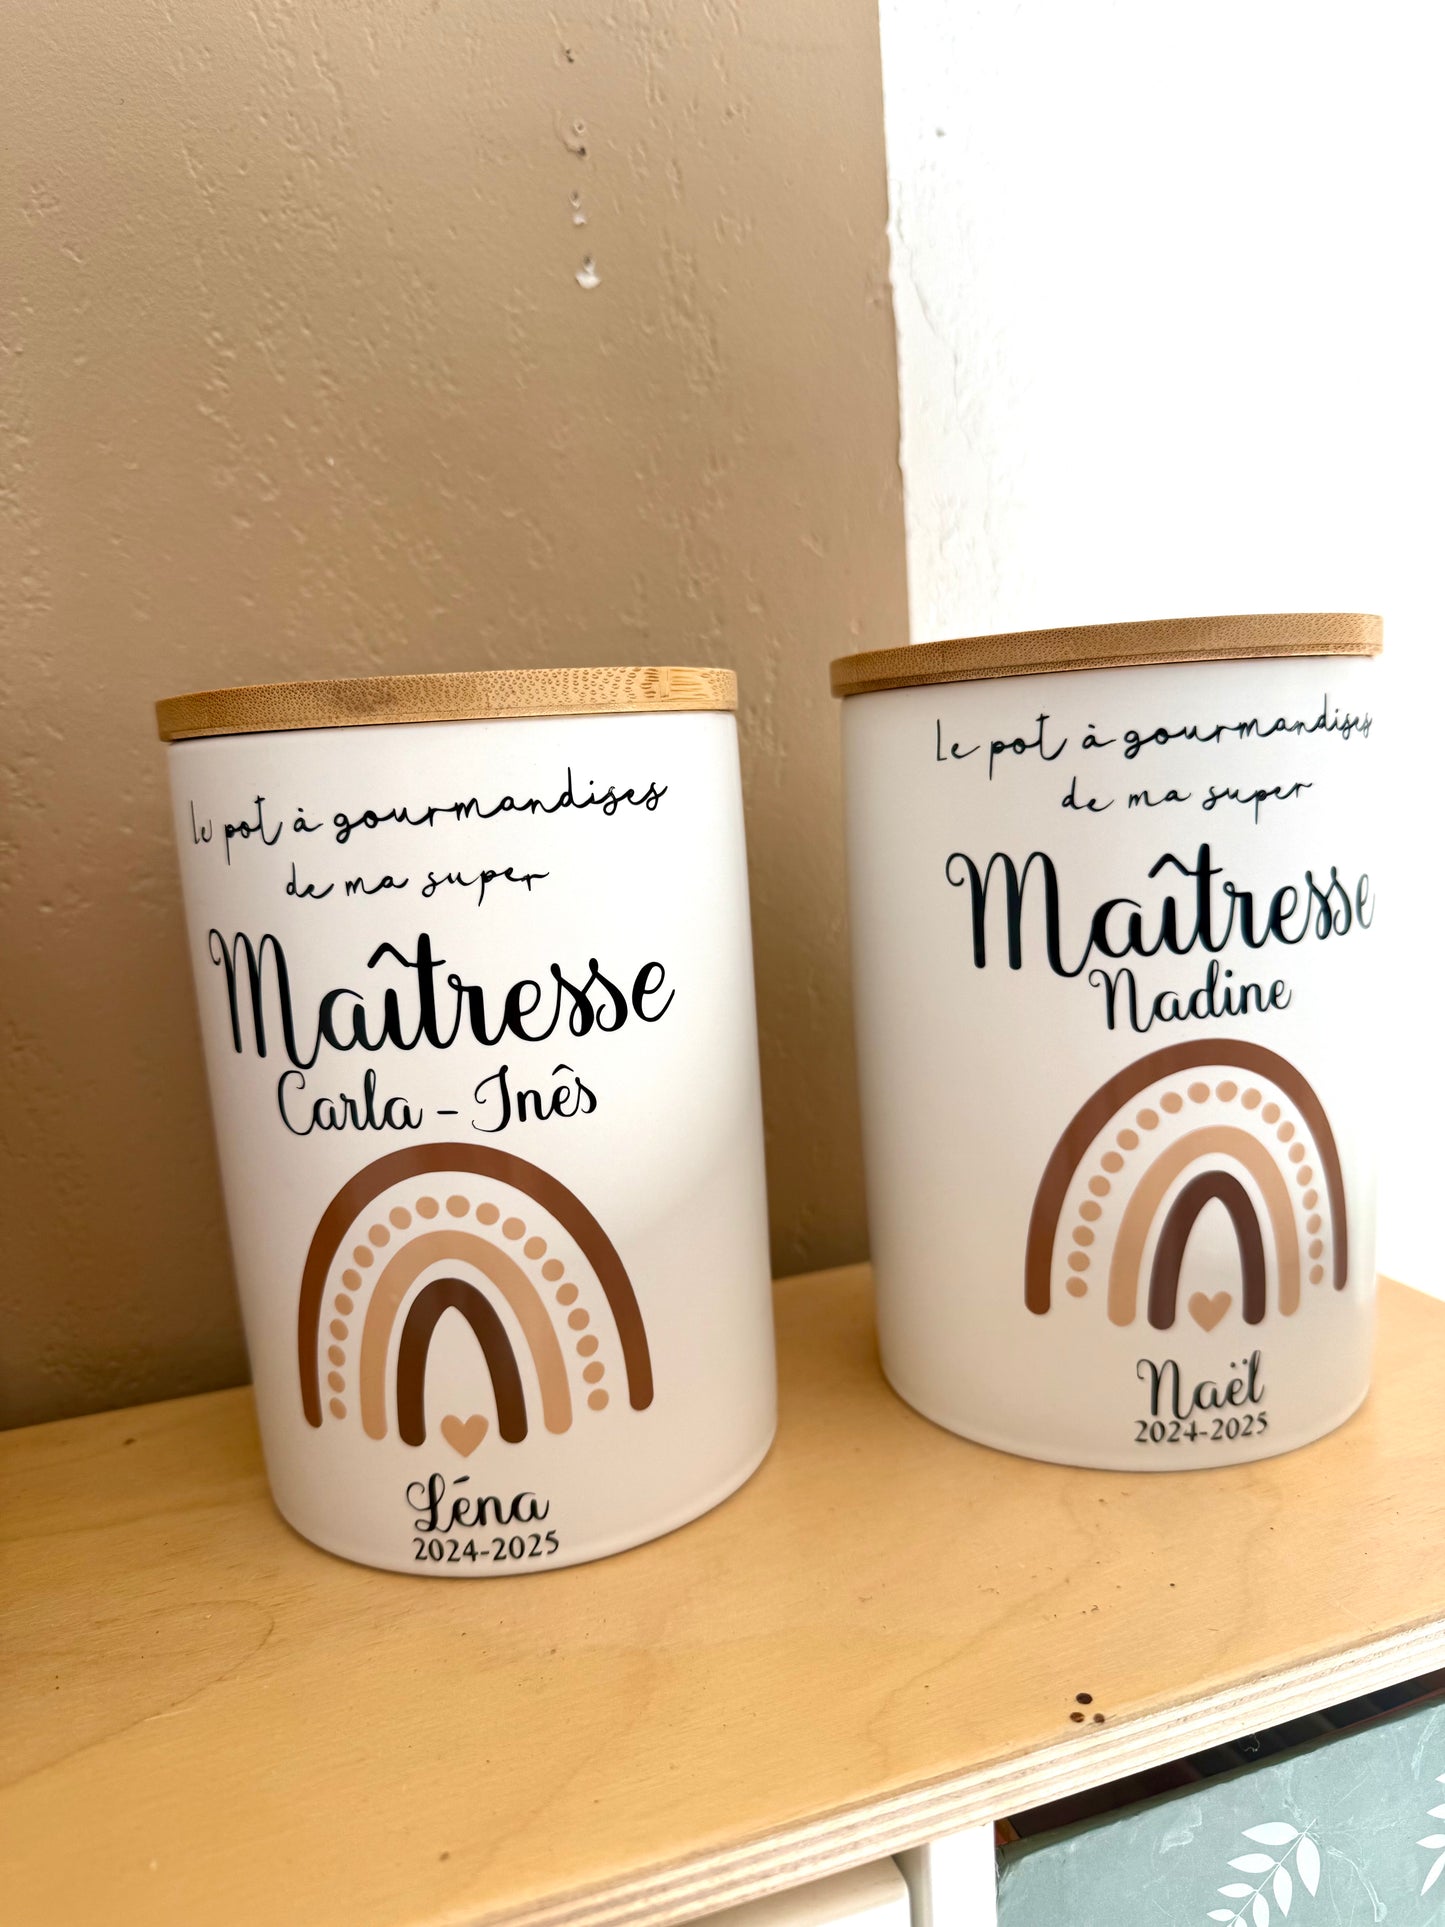 Le pot à gourmandises
de ma super
Maîtresse
Carla - Inês
Léna
2024-2025
Le pot à gourmandises
de ma super
Maîtresse
Nadine
Naël
2024-2025